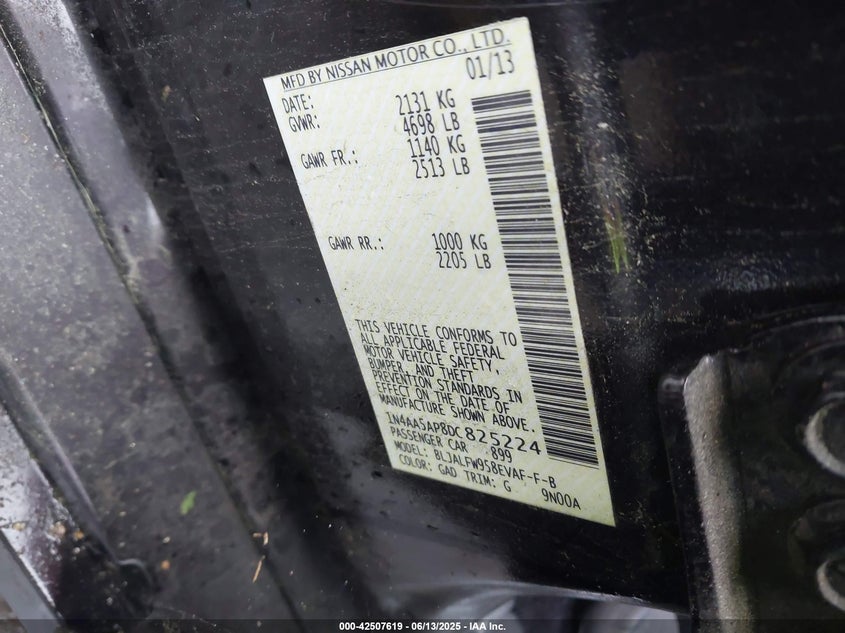 MFD BY NISSAN MOTOR CO., LTD.
DATE: 01/13
GVWR: 2131 KG
4698 LB
GAWR FR.: 1140 KG
2513 LB
GAWR RR.: 1000 KG
2205 LB
THIS VEHICLE CONFORMS TO
ALL APPLICABLE FEDERAL
MOTOR VEHICLE SAFETY,
BUMPER, AND THEFT
PREVENTION STANDARDS IN
EFFECT ON THE DATE OF
MANUFACTURE SHOWN ABOVE.
1N4AA5AP8DC825224
PASSENGER CAR 899
MODEL: BLJALFW958EVAF-F-B
COLOR: GAD TRIM: G 9N00A
000-42507619 - 06/13/2025 - IAA Inc.